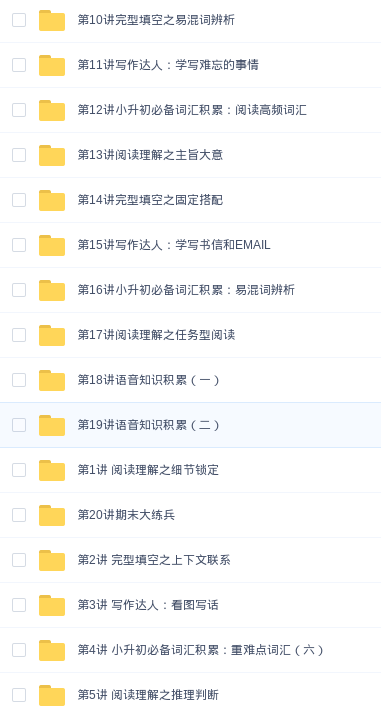 第10讲完型填空之易混词辨析
第11讲写作达人：学写难忘的事情
第12讲小升初必备词汇积累：阅读高频词汇
第13讲阅读理解之主旨大意
第14讲完型填空之固定搭配
第15讲写作达人：学写书信和EMAIL
第16讲小升初必备词汇积累：易混词辨析
第17讲阅读理解之任务型阅读
第18讲语音知识积累（一）
第19讲语音知识积累（二）
第1讲 阅读理解之细节锁定
第20讲期末大练兵
第2讲 完型填空之上下文联系
第3讲 写作达人：看图写话
第4讲 小升初必备词汇积累：重难点词汇（六）
第5讲 阅读理解之推理判断